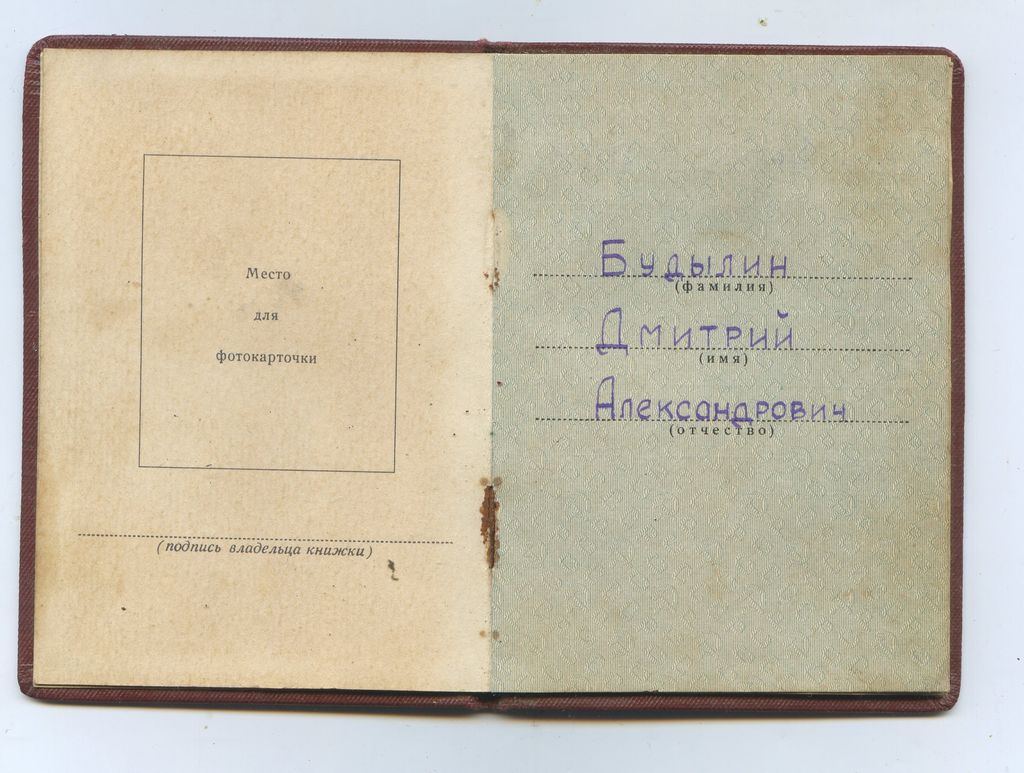 Место
для
фотокарточки
(подпись владельца книжки)
Будылин
(фамилия)
Дмитрий
(имя)
Александрович
(отчество)